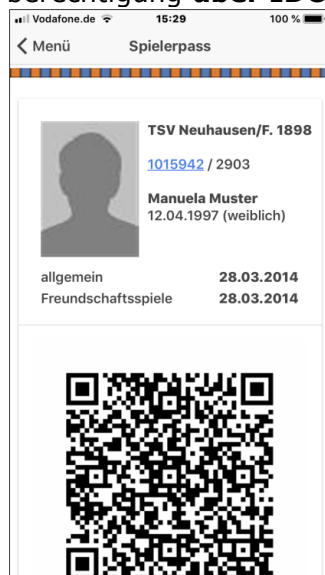 berechtigung über
Vodafone.de 15:29 100 %
Menü Spielerpass
TSV Neuhausen/F. 1898
1015942 / 2903
Manuela Muster
12.04.1997 (weiblich)
allgemein 28.03.2014
Freundschaftsspiele 28.03.2014